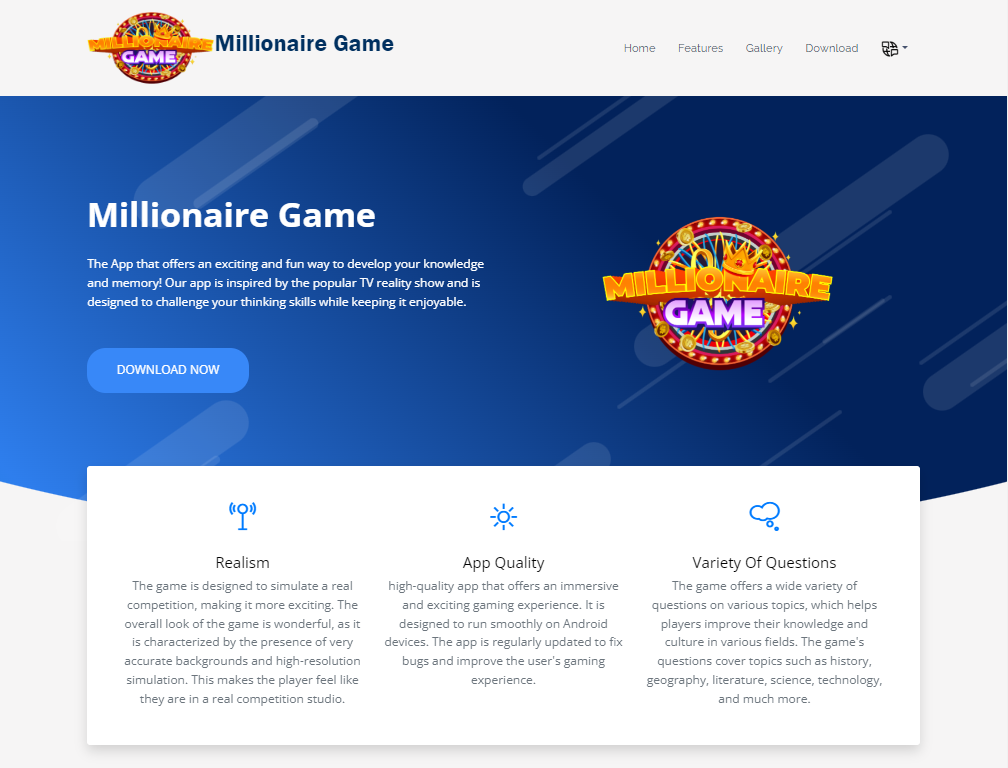 MILLIONAIRE
GAME
Millionaire Game
Home
Features
Gallery
Download
Millionaire Game
The App that offers an exciting and fun way to develop your knowledge
and memory! Our app is inspired by the popular TV reality show and is
designed to challenge your thinking skills while keeping it enjoyable.
DOWNLOAD NOW
MILLIONAIRE
GAME
Realism
The game is designed to simulate a real
competition, making it more exciting. The
overall look of the game is wonderful, as it
is characterized by the presence of very
accurate backgrounds and high-resolution
simulation. This makes the player feel like
they are in a real competition studio.
App Quality
high-quality app that offers an immersive
and exciting gaming experience. It is
designed to run smoothly on Android
devices. The app is regularly updated to fix
bugs and improve the user's gaming
experience.
Variety Of Questions
The game offers a wide variety of
questions on various topics, which helps
players improve their knowledge and
culture in various fields. The game's
questions cover topics such as history,
geography, literature, science, technology,
and much more.